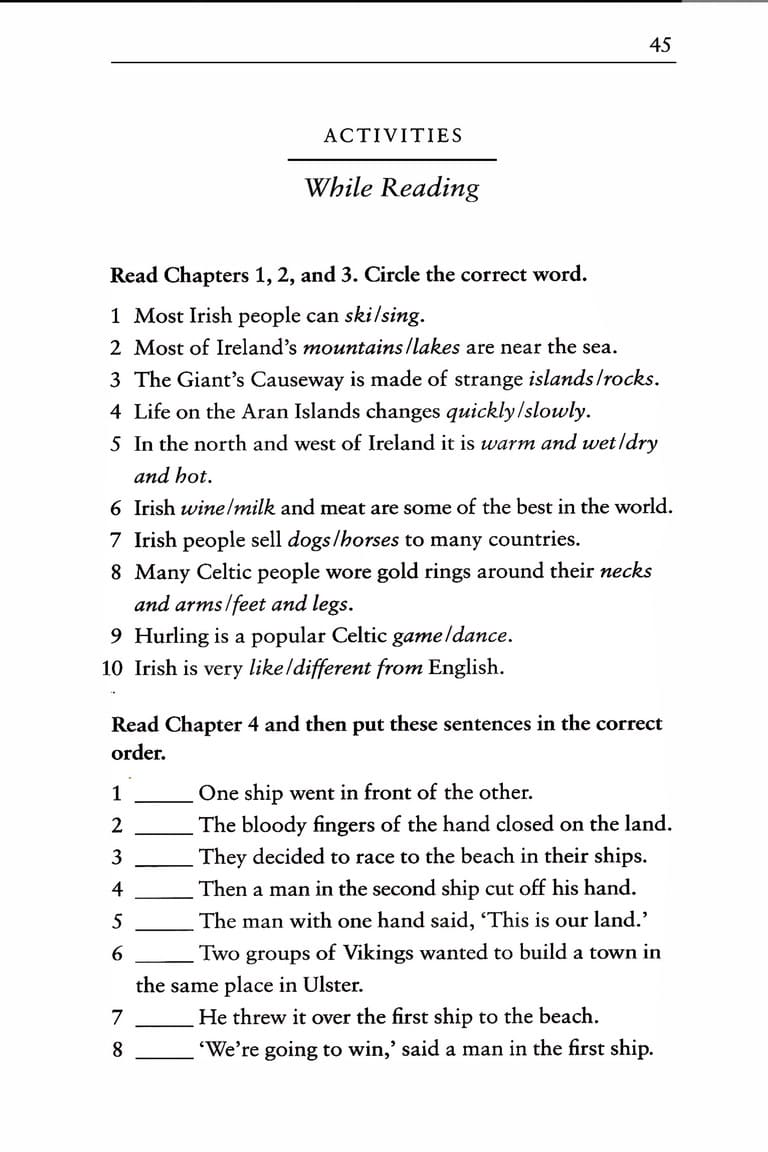 45
ACTIVITIES
While Reading
Read Chapters 1, 2, and 3. Circle the correct word.
1 Most Irish people can ski/sing.
2 Most of Ireland’s mountains/lakes are near the sea.
3 The Giant’s Causeway is made of strange islands/rocks.
4 Life on the Aran Islands changes quickly/slowly.
5 In the north and west of Ireland it is warm and wet/dry
and hot.
6 Irish wine/milk and meat are some of the best in the world.
7 Irish people sell dogs/horses to many countries.
8 Many Celtic people wore gold rings around their necks
and arms/feet and legs.
9 Hurling is a popular Celtic game/dance.
10 Irish is very like/different from English.
Read Chapter 4 and then put these sentences in the correct
order.
1 _____ One ship went in front of the other.
2 _____ The bloody fingers of the hand closed on the land.
3 _____ They decided to race to the beach in their ships.
4 _____ Then a man in the second ship cut off his hand.
5 _____ The man with one hand said, ‘This is our land.’
6 _____ Two groups of Vikings wanted to build a town in
the same place in Ulster.
7 _____ He threw it over the first ship to the beach.
8 _____ ‘We’re going to win,’ said a man in the first ship.